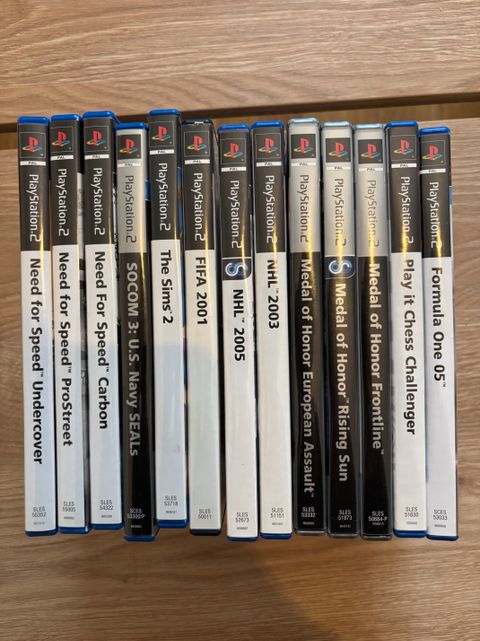 PAL
PlayStation.2
Need for Speed™ Undercover
SLES
55352
PAL
PlayStation.2
Need for Speed™ ProStreet
SLES
55005
PAL
PlayStation.2
Need For Speed™ Carbon
SLES
54322
PAL
PlayStation.2
SOCOM 3: U.S. Navy SEALs
SCES
53300/P
PAL
PlayStation.2
The Sims™ 2
SLES
53718
PAL
PlayStation.2
FIFA 2001
SLES
50011
PAL
PlayStation.2
NHL™ 2005
SLES
52673
PAL
PlayStation.2
NHL™ 2003
SLES
51151
PAL
PlayStation.2
Medal of Honor European Assault™
SLES
53332
PAL
PlayStation.2
Medal of Honor™ Rising Sun
SLES
51873
PAL
PlayStation.2
Medal of Honor Frontline™
SLES
50684-P
PAL
PlayStation.2
Play it Chess Challenger
SLES
51630
PAL
PlayStation.2
Formula One 05™
SCES
53033